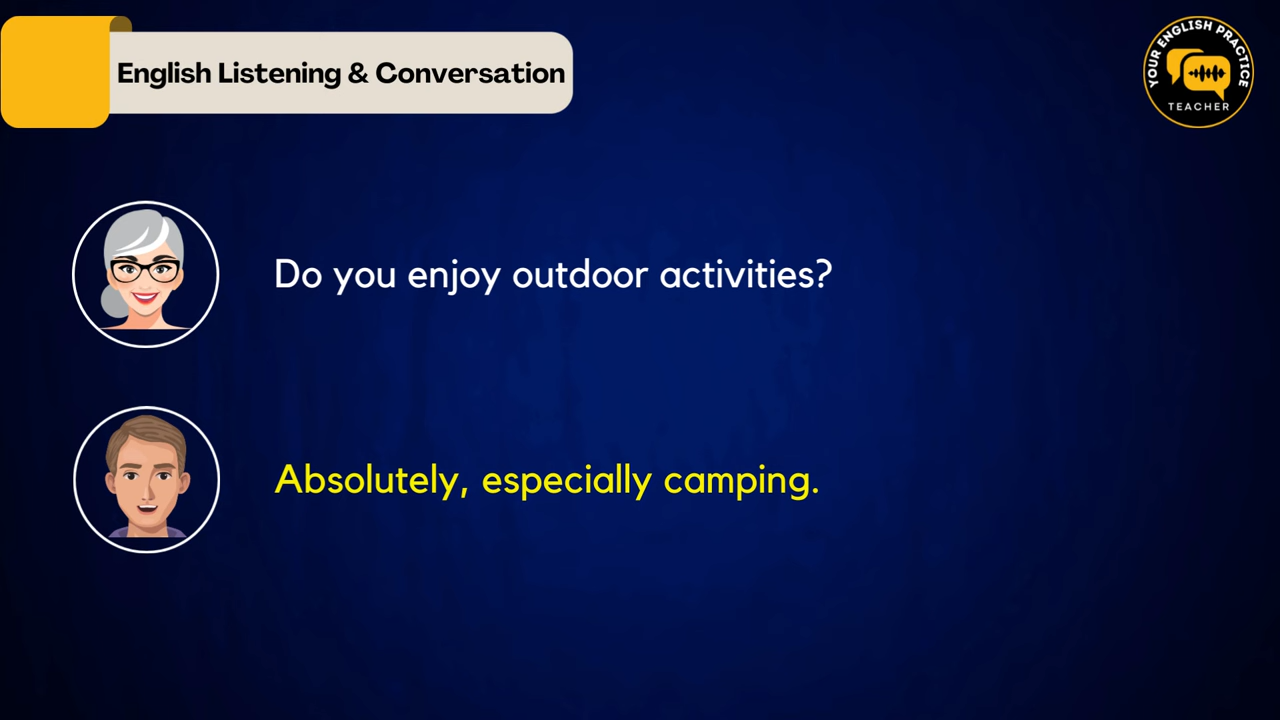 English Listening & Conversation
YOUR ENGLISH PRACTICE
TEACHER
Do you enjoy outdoor activities?
Absolutely, especially camping.